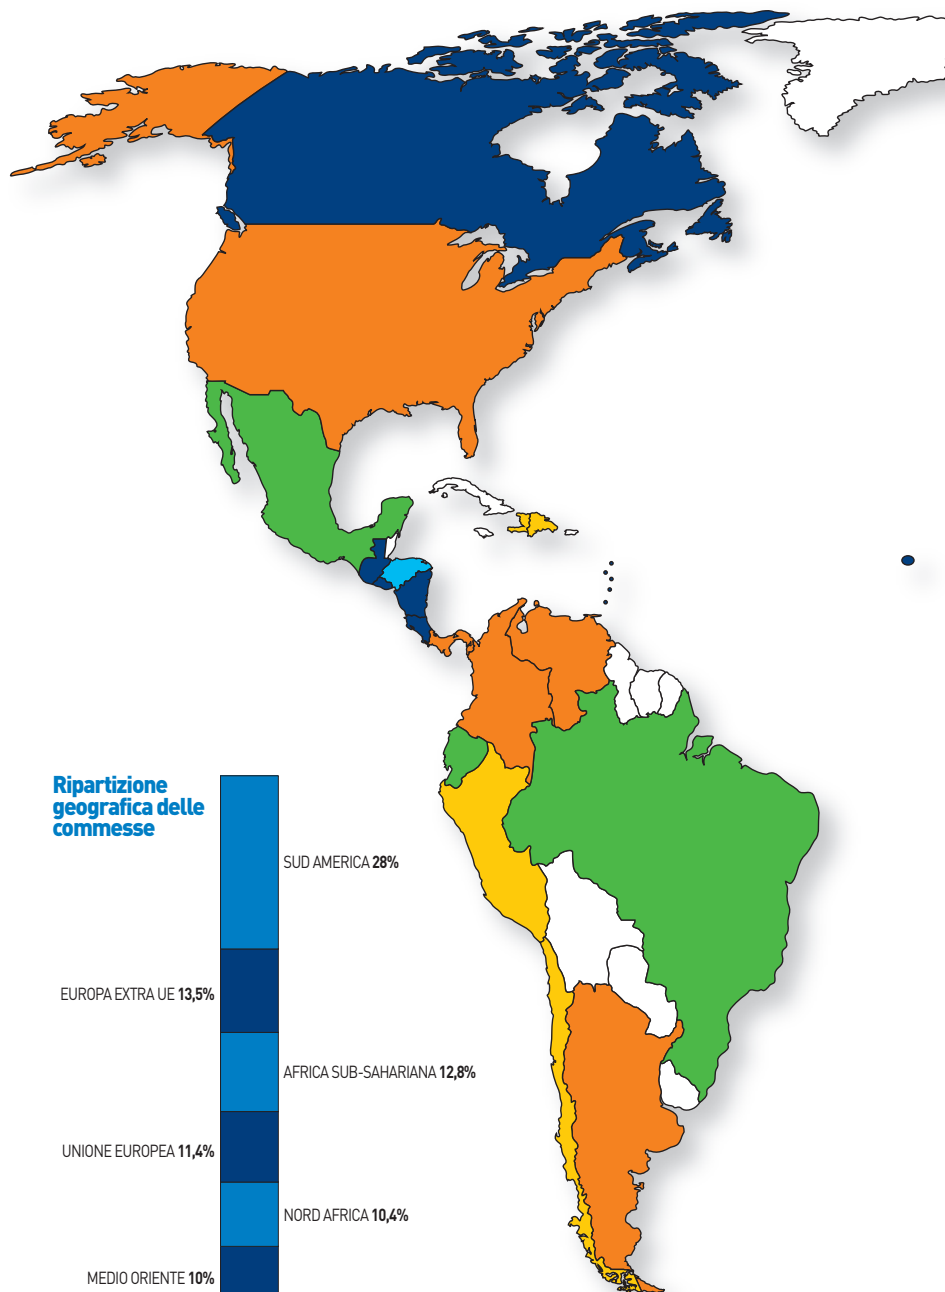 Ripartizione
geografica delle
commesse
SUD AMERICA 28%
EUROPA EXTRA UE 13,5%
AFRICA SUB-SAHARIANA 12,8%
UNIONE EUROPEA 11,4%
NORD AFRICA 10,4%
MEDIO ORIENTE 10%